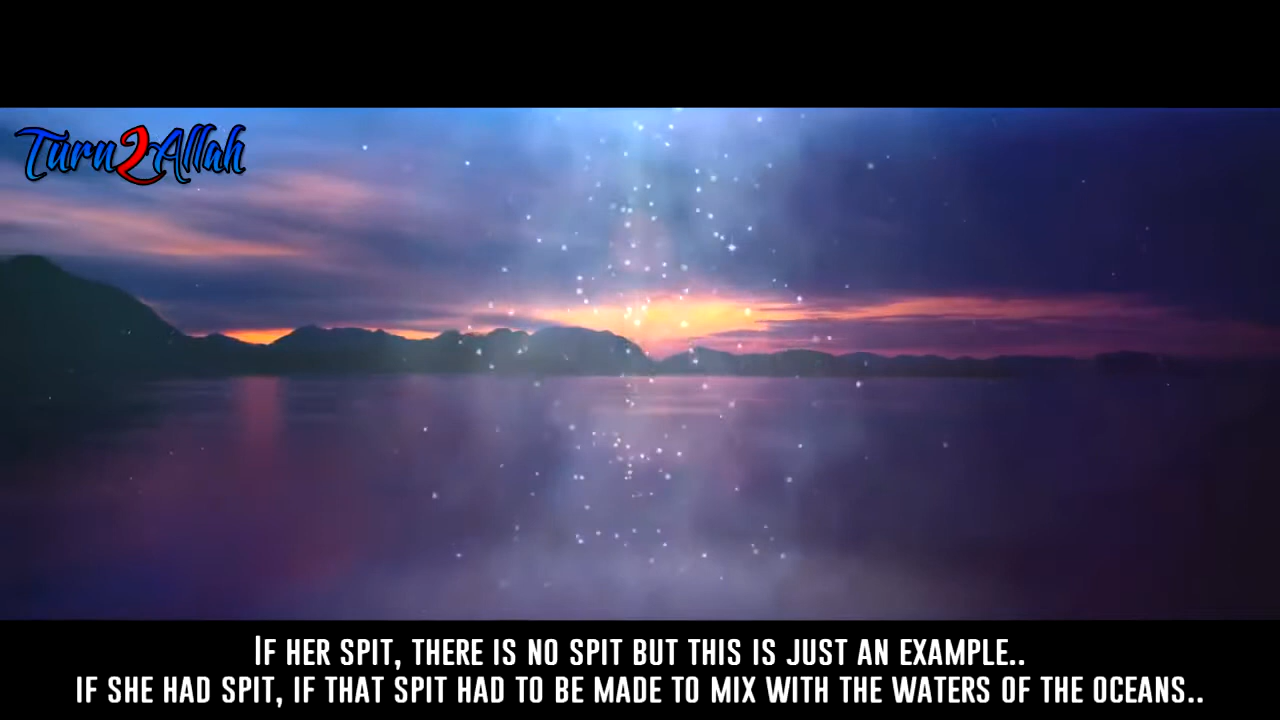 Turn2Allah
If her spit, there is no spit but this is just an example..
if she had spit, if that spit had to be made to mix with the waters of the oceans..